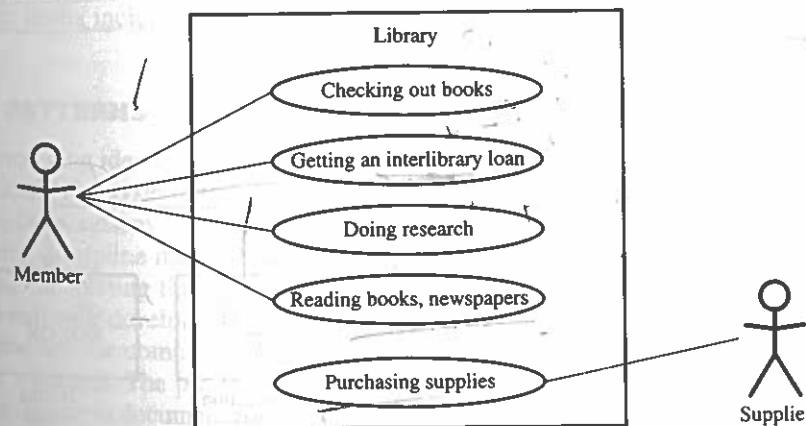 Library
Checking out books
Getting an interlibrary loan
Doing research
Member
Reading books, newspapers
Purchasing supplies
Supplie